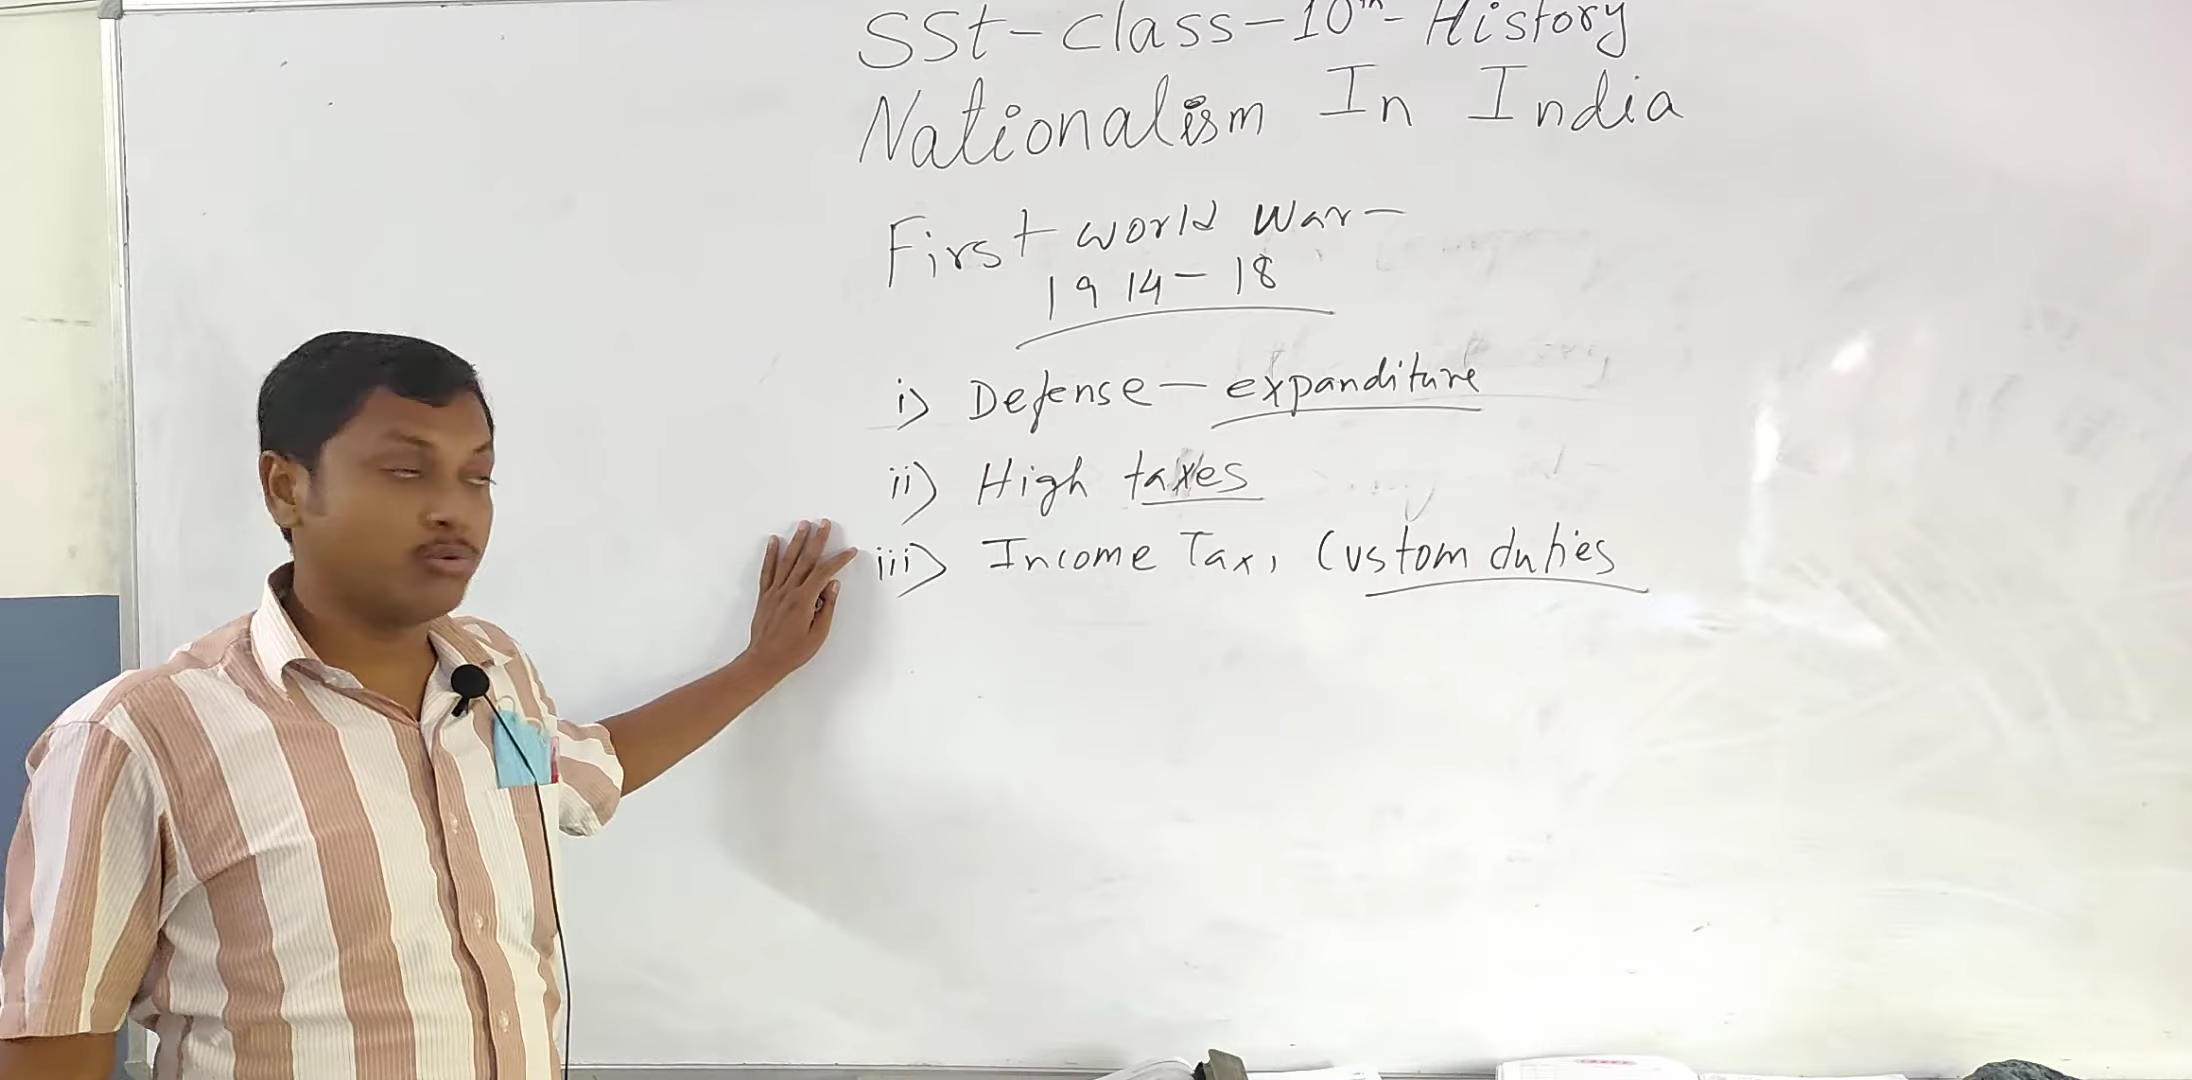 SSt-Class-10th-History
Nationalism In India
First world War-
1914-18
i) Defense - expanditure
ii) High taxes
iii) Income Tax, Custom duties